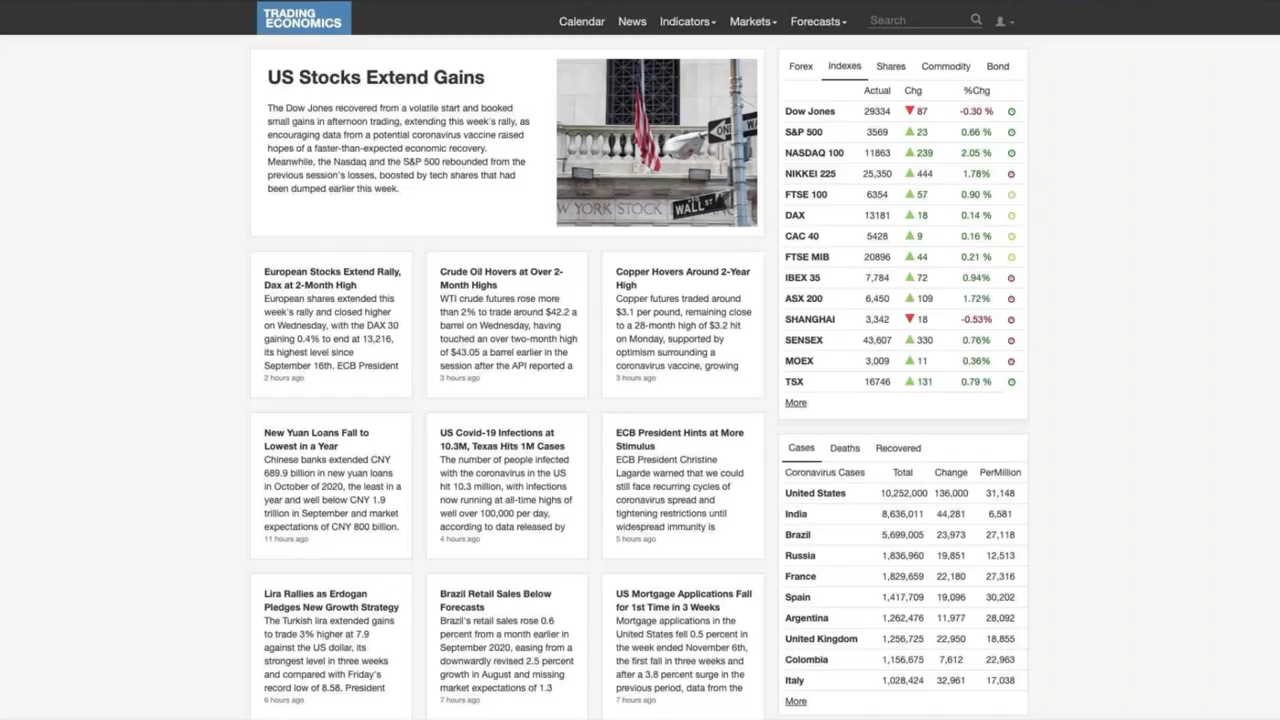 TRADING
ECONOMICS
Calendar News Indicators Markets Forecasts Search
US Stocks Extend Gains
The Dow Jones recovered from a volatile start and booked
small gains in afternoon trading, extending this week's rally, as
encouraging data from a potential coronavirus vaccine raised
hopes of a faster-than-expected economic recovery.
Meanwhile, the Nasdaq and the S&P 500 rebounded from the
previous session's losses, boosted by tech shares that had
been dumped earlier this week.
ONE
WALL ST
W YORK STOCK
European Stocks Extend Rally,
Dax at 2-Month High
European shares extended this
week's rally and closed higher
on Wednesday, with the DAX 30
gaining 0.4% to end at 13,216,
its highest level since
September 16th. ECB President
2 hours ago
Crude Oil Hovers at Over 2-
Month Highs
WTI crude futures rose more
than 2% to trade around $42.2 a
barrel on Wednesday, having
touched an over two-month high
of $43.05 a barrel earlier in the
session after the API reported a
3 hours ago
Copper Hovers Around 2-Year
High
Copper futures traded around
$3.1 per pound, remaining close
to a 28-month high of $3.2 hit
on Monday, supported by
optimism surrounding a
coronavirus vaccine, growing
3 hours ago
New Yuan Loans Fall to
Lowest in a Year
Chinese banks extended CNY
689.9 billion in new yuan loans
in October of 2020, the least in a
year and well below CNY 1.9
trillion in September and market
expectations of CNY 800 billion.
11 hours ago
US Covid-19 Infections at
10.3M, Texas Hits 1M Cases
The number of people infected
with the coronavirus in the US
hit 10.3 million, with infections
now running at all-time highs of
well over 100,000 per day,
according to data released by
4 hours ago
ECB President Hints at More
Stimulus
ECB President Christine
Lagarde warned that we could
still face recurring cycles of
coronavirus spread and
tightening restrictions until
widespread immunity is
5 hours ago
Lira Rallies as Erdogan
Pledges New Growth Strategy
The Turkish lira extended gains
to trade 3% higher at 7.9
against the US dollar, its
strongest level in three weeks
and compared with Friday's
record low of 8.58. President
6 hours ago
Brazil Retail Sales Below
Forecasts
Brazil's retail sales rose 0.6
percent from a month earlier in
September 2020, easing from a
downwardly revised 2.5 percent
growth in August and missing
market expectations of 1.3
7 hours ago
US Mortgage Applications Fall
for 1st Time in 3 Weeks
Mortgage applications in the
United States fell 0.5 percent in
the week ended November 6th,
the first fall in three weeks and
after a 3.8 percent surge in the
previous period, data from the
7 hours ago
Forex Indexes Shares Commodity Bond
Actual Chg %Chg
Dow Jones 29334 87 -0.30 %
S&P 500 3569 23 0.66 %
NASDAQ 100 11863 239 2.05 %
NIKKEI 225 25,350 444 1.78%
FTSE 100 6354 57 0.90 %
DAX 13181 18 0.14 %
CAC 40 5428 9 0.16 %
FTSE MIB 20896 44 0.21 %
IBEX 35 7,784 72 0.94%
ASX 200 6,450 109 1.72%
SHANGHAI 3,342 18 -0.53%
SENSEX 43,607 330 0.76%
MOEX 3,009 11 0.36%
TSX 16746 131 0.79 %
More
Cases Deaths Recovered
Coronavirus Cases Total Change PerMillion
United States 10,252,000 136,000 31,148
India 8,636,011 44,281 6,581
Brazil 5,699,005 23,973 27,118
Russia 1,836,960 19,851 12,513
France 1,829,659 22,180 27,316
Spain 1,417,709 19,096 30,202
Argentina 1,262,476 11,977 28,092
United Kingdom 1,256,725 22,950 18,855
Colombia 1,156,675 7,612 22,963
Italy 1,028,424 32,961 17,038
More